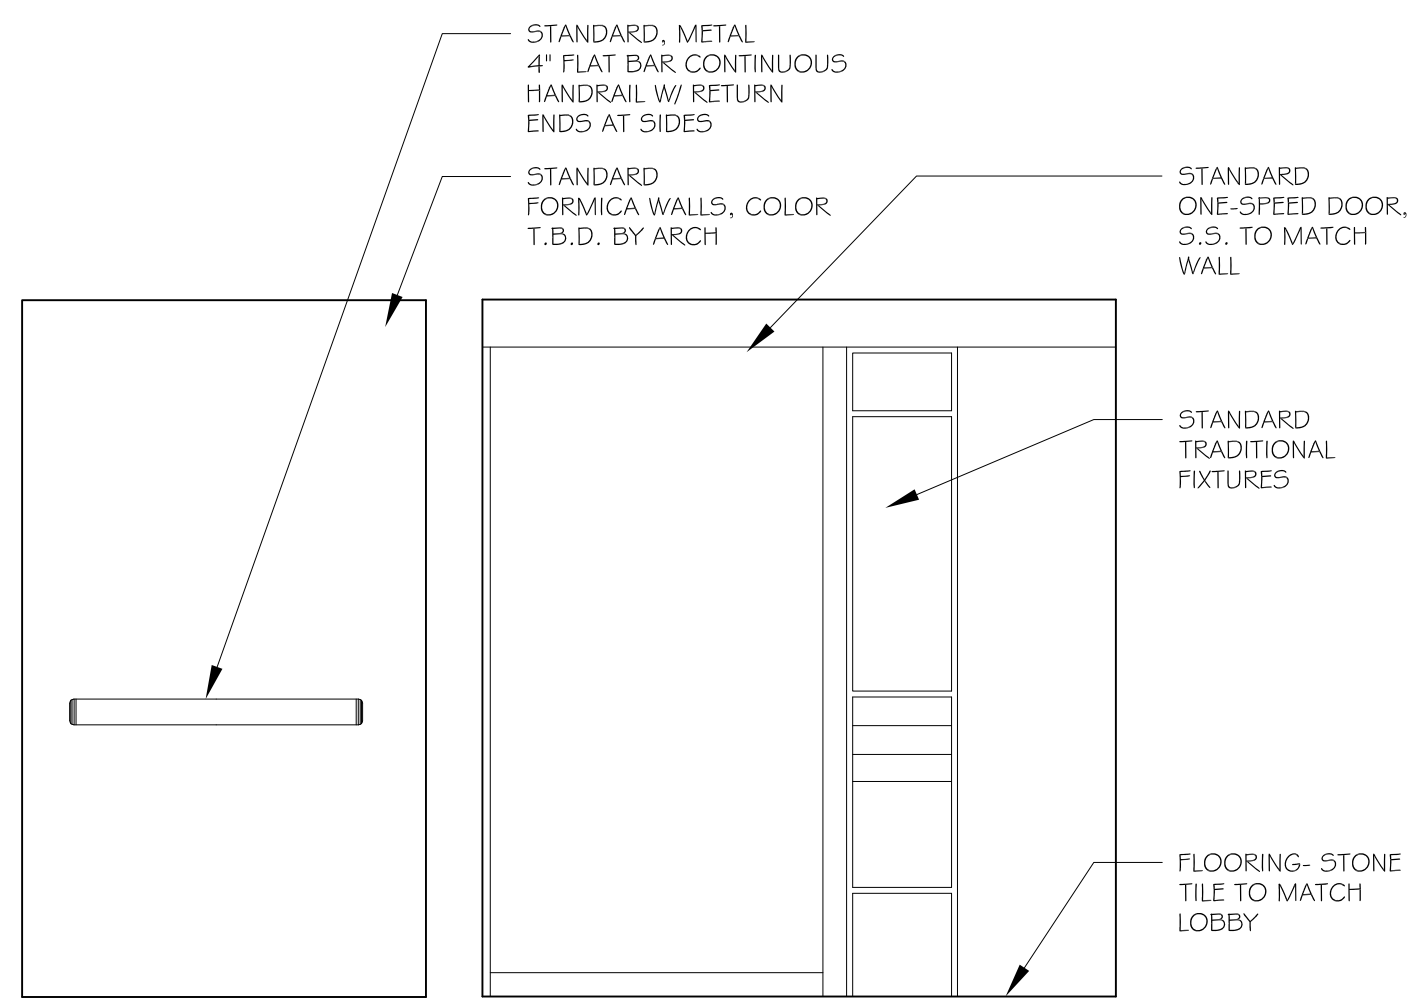 STANDARD, METAL
4" FLAT BAR CONTINUOUS
HANDRAIL W/ RETURN
ENDS AT SIDES
STANDARD
FORMICA WALLS, COLOR
T.B.D. BY ARCH
STANDARD
ONE-SPEED DOOR,
S.S. TO MATCH
WALL
STANDARD
TRADITIONAL
FIXTURES
FLOORING- STONE
TILE TO MATCH
LOBBY